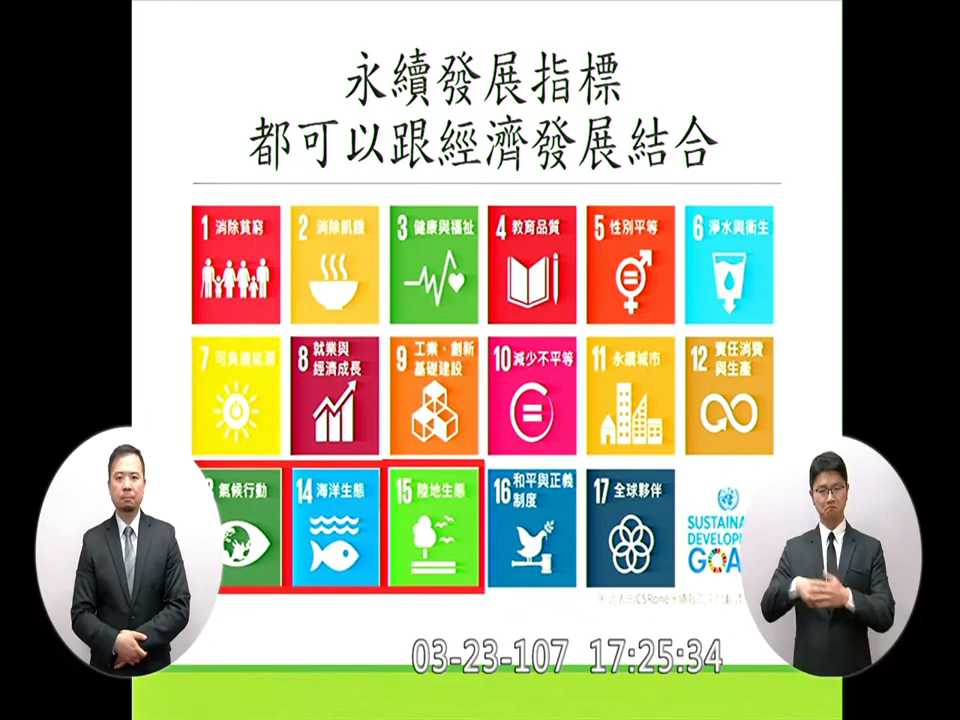 永續發展指標
都可以跟經濟發展結合
1 消除貧窮
2 消除飢餓
3 健康與福祉
4 教育品質
5 性別平等
6 淨水與衛生
7 可負擔能源
8 就業與
經濟成長
9 工業、創新
基礎建設
10 減少不平等
11 永續城市
12 責任消費
與生產
氣候行動
14 海洋生態
15 陸地生態
16 和平與正義
制度
17 全球夥伴
SUSTAINA
DEVELOP
GOA
03-23-107 17:25:34